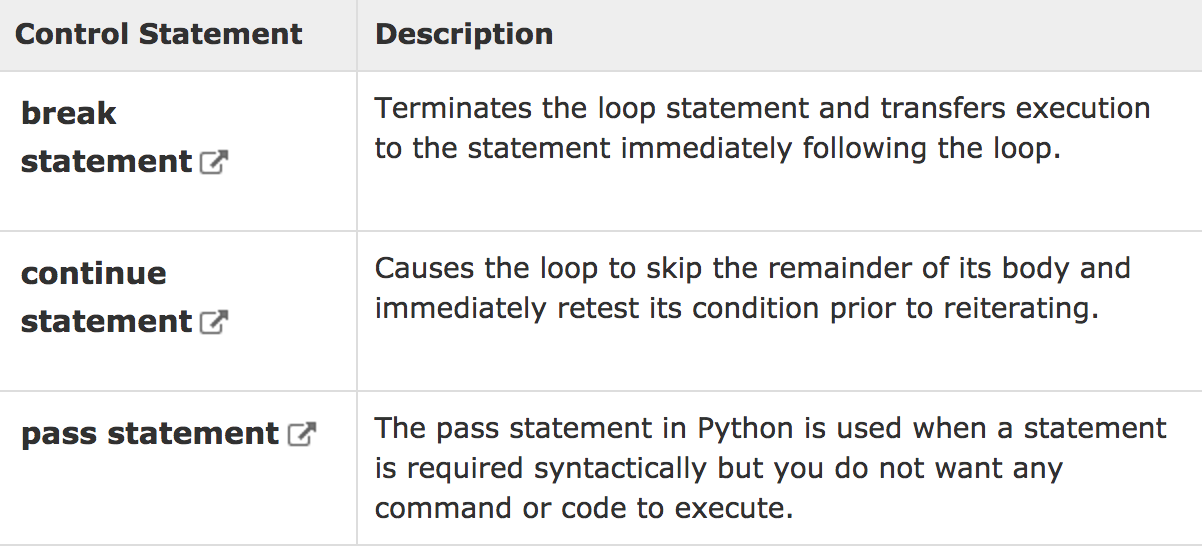 Control Statement
Description
break
statement
Terminates the loop statement and transfers execution
to the statement immediately following the loop.
continue
statement
Causes the loop to skip the remainder of its body and
immediately retest its condition prior to reiterating.
pass statement
The pass statement in Python is used when a statement
is required syntactically but you do not want any
command or code to execute.